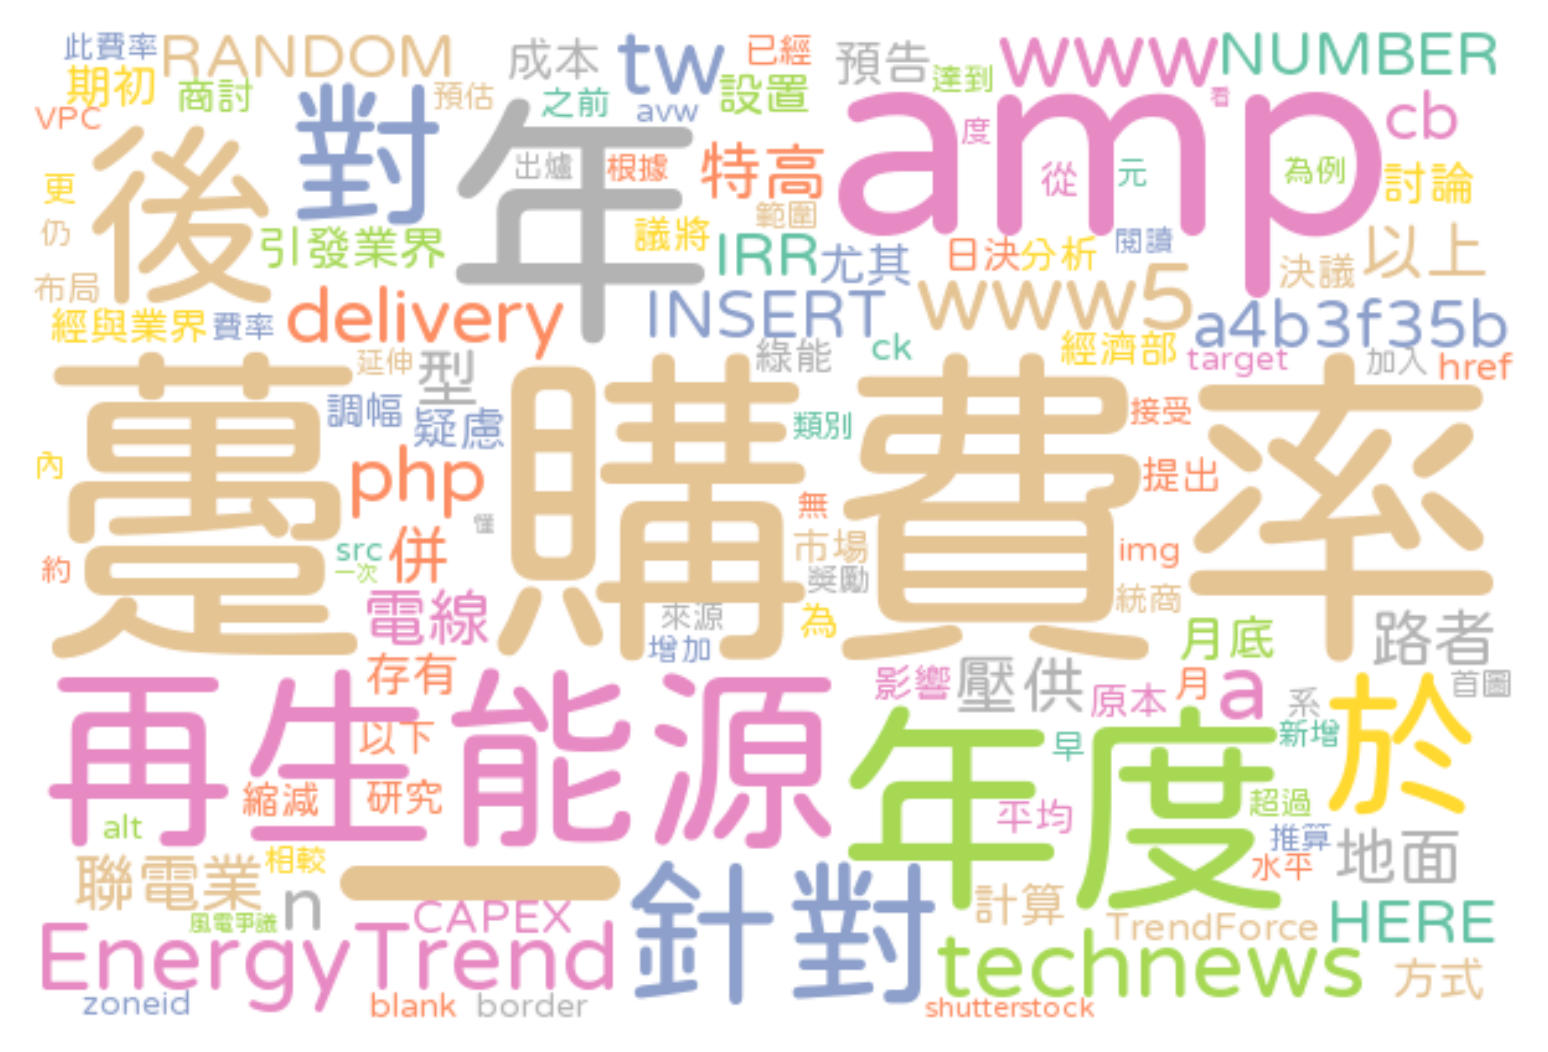 此費率
RANDOM
成本
tw
已經
預告
www
NUMBER
期初
商討
對
預估
年
之前
avw
設置
達到
amp
看
cb
VPC
後
出爐
根據
特高
度
從
元
為例
討論
更
仍
引發業界
議將
範圍
IRR
尤其
日決
分析
閱讀
決議
以上
布局
經與業界
費率
delivery
INSERT
www5
a4b3f35b
延伸
型
綠能
ck
經濟部
target
加入
href
躉購費率
調幅
疑慮
類別
接受
內
php
提出
無
懂
約
src
一次
併
市場
img
獎勵
統商
電線
來源
為
增加
月底
路者
存有
影響
壓供
原本
月
a
系
首圖
再生能源
以下
年度
早
新增
於
縮減
研究
平均
超過
alt
推算
地面
水平
聯電業
相較
一
n
針對
計算
風電爭議
CAPEX
TrendForce
HERE
EnergyTrend
technews
方式
zoneid
blank
border
shutterstock